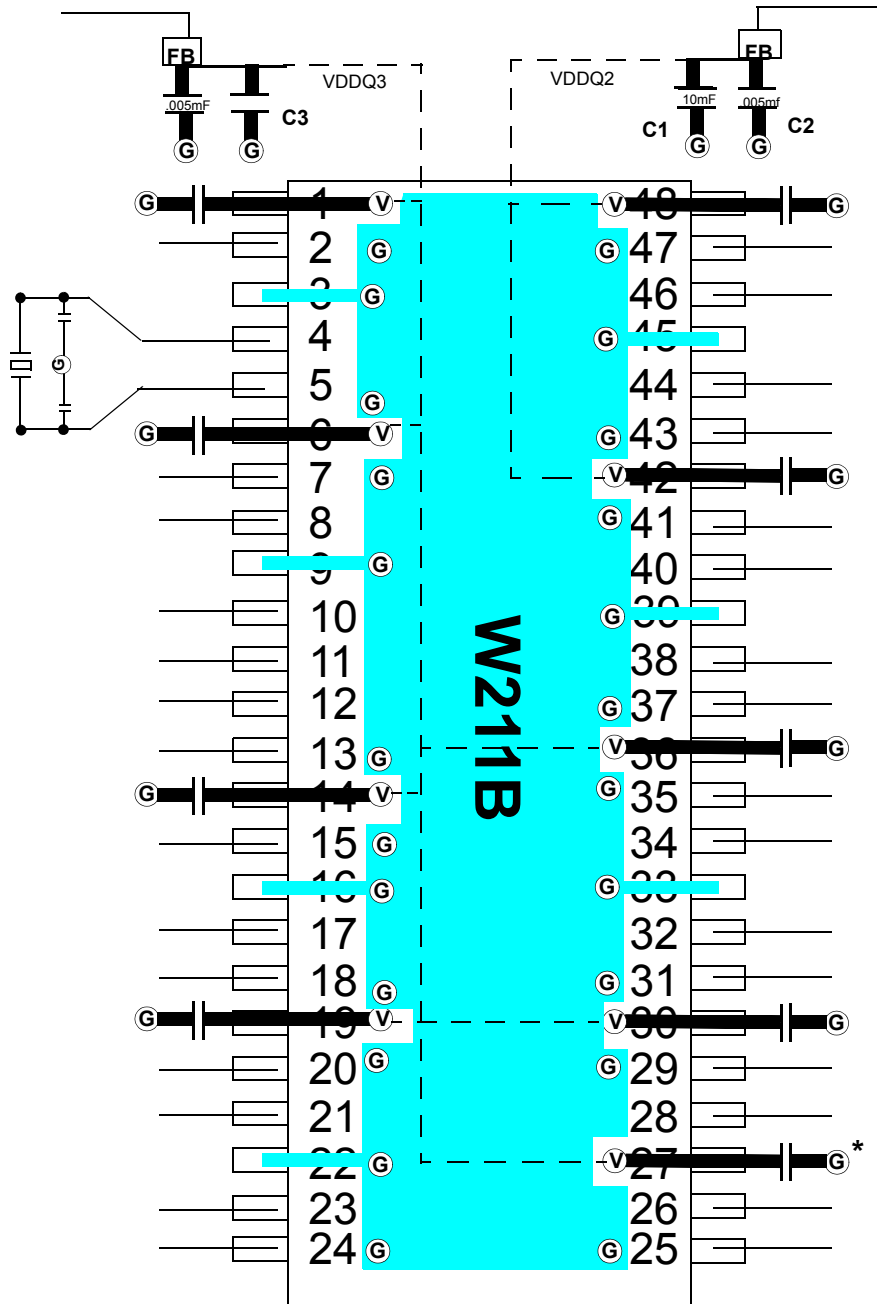 FB FB
VDDQ3 VDDQ2
.005mF C3 10mF .005mf
C1 C2
G G G G
G 1 V V 48 G
2 G G 47
3 G 46
4 G 45
G
5 44
G G 43
G 6 V
7 G V 42 G
8 G 41
9 G 40
10 G 39
11 38
12 G 37
13 G V 36 G
G 14 V G 35
15 G 34
16 G G 33
17 32
18 G G 31
G 19 V V 30 G
20 G G 29
21 28
22 G V 27 G *
23 26
24 G G 25
W211B